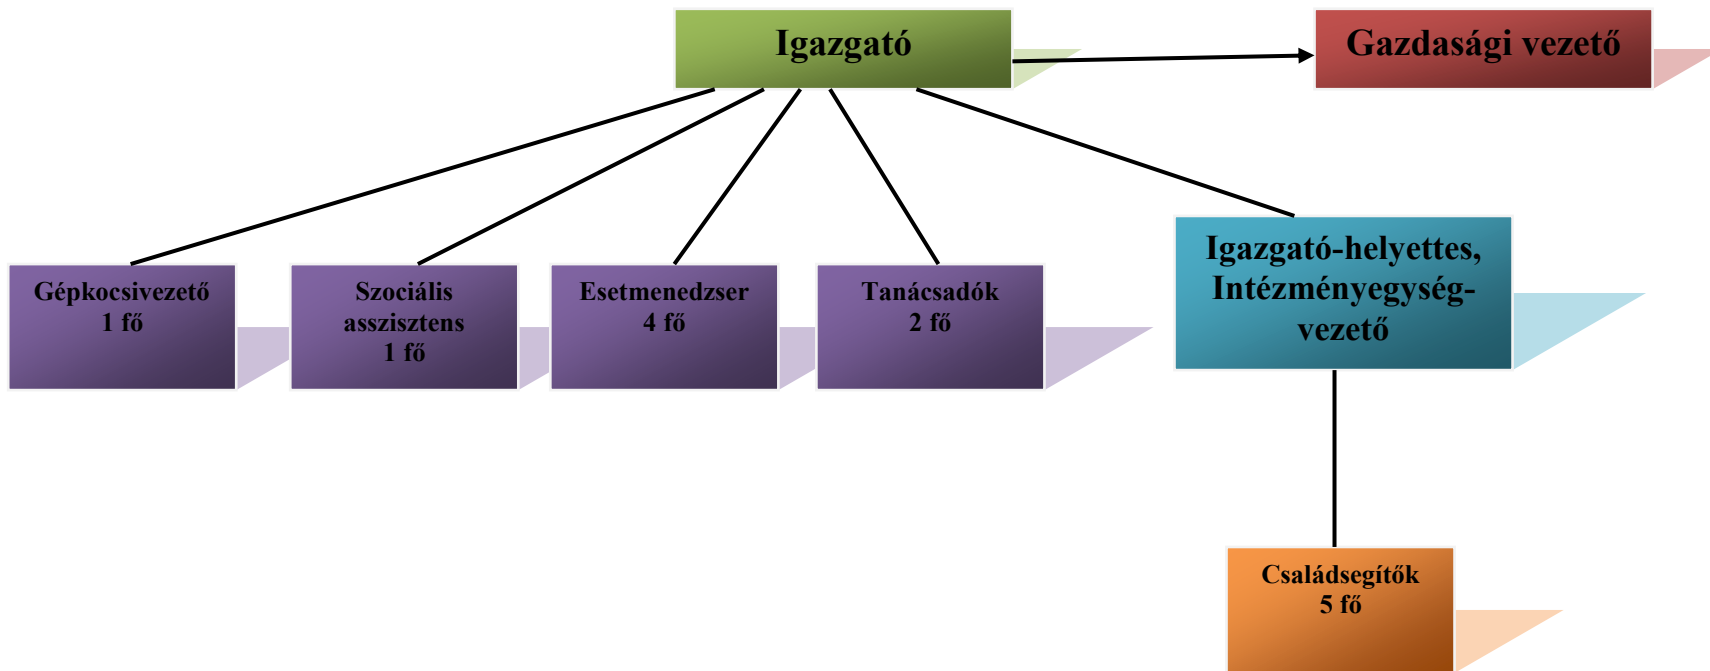 Igazgató
Gazdasági vezető
Gépkocsivezető
1 fő
Szociális
asszisztens
1 fő
Esetmenedzser
4 fő
Tanácsadók
2 fő
Igazgató-helyettes,
Intézményegység-
vezető
Családsegítők
5 fő